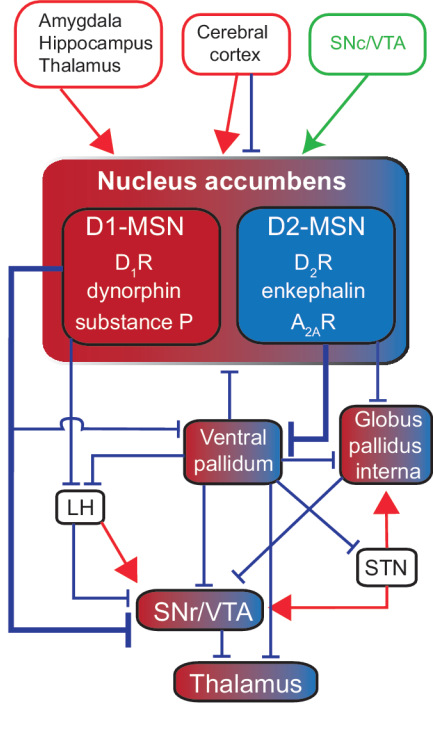 Amygdala
Hippocampus
Thalamus
Cerebral
cortex
SNc/VTA
Nucleus accumbens
D1-MSN
D₁R
dynorphin
substance P
D2-MSN
D₂R
enkephalin
A₂ₐR
Ventral
pallidum
Globus
pallidus
interna
LH
STN
SNr/VTA
Thalamus